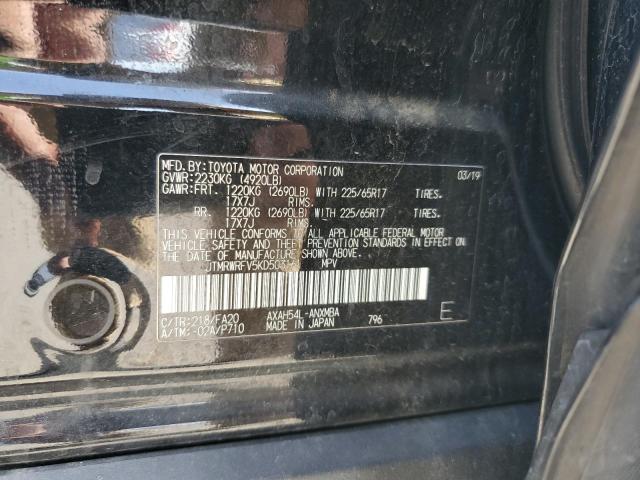 MFD.BY:TOYOTA MOTOR CORPORATION 03/19
GVWR:2230KG (4920LB)
GAWR:FRT. 1220KG (2690LB) WITH 225/65R17 TIRES.
17X7J RIMS.
RR. 1220KG (2690LB) WITH 225/65R17 TIRES.
17X7J RIMS.
THIS VEHICLE CONFORMS TO ALL APPLICABLE FEDERAL MOTOR
VEHICLE SAFETY AND THEFT PREVENTION STANDARDS IN EFFECT ON
THE DATE OF MANUFACTURE SHOWN ABOVE.
MPV
C/TR:218/FA20 AXAH54L-ANXMBA E
A/TM:-02A/P710 MADE IN JAPAN 796